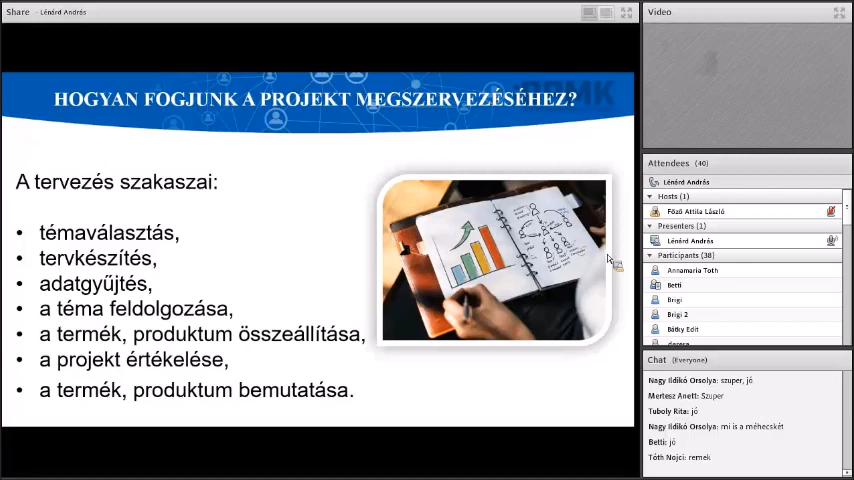 Share - Lénárd András
HOGYAN FOGJUNK A PROJEKT MEGSZERVEZÉSÉHEZ?
A tervezés szakaszai:
• témaválasztás,
• tervkészítés,
• adatgyűjtés,
• a téma feldolgozása,
• a termék, produktum összeállítása,
• a projekt értékelése,
• a termék, produktum bemutatása.
Video
Attendees (40)
Lénárd András
Hosts (1)
Főző Attila László
Presenters (1)
Lénárd András
Participants (38)
Annamaria Toth
Betti
Brigi
Brigi 2
Bátky Edit
Chat (Everyone)
Nagy Ildikó Orsolya: szuper, jó
Mertesz Anett: Szuper
Tuboly Rita: jó
Nagy Ildikó Orsolya: mi is a méhecskét
Betti: jó
Tóth Nojci: remek